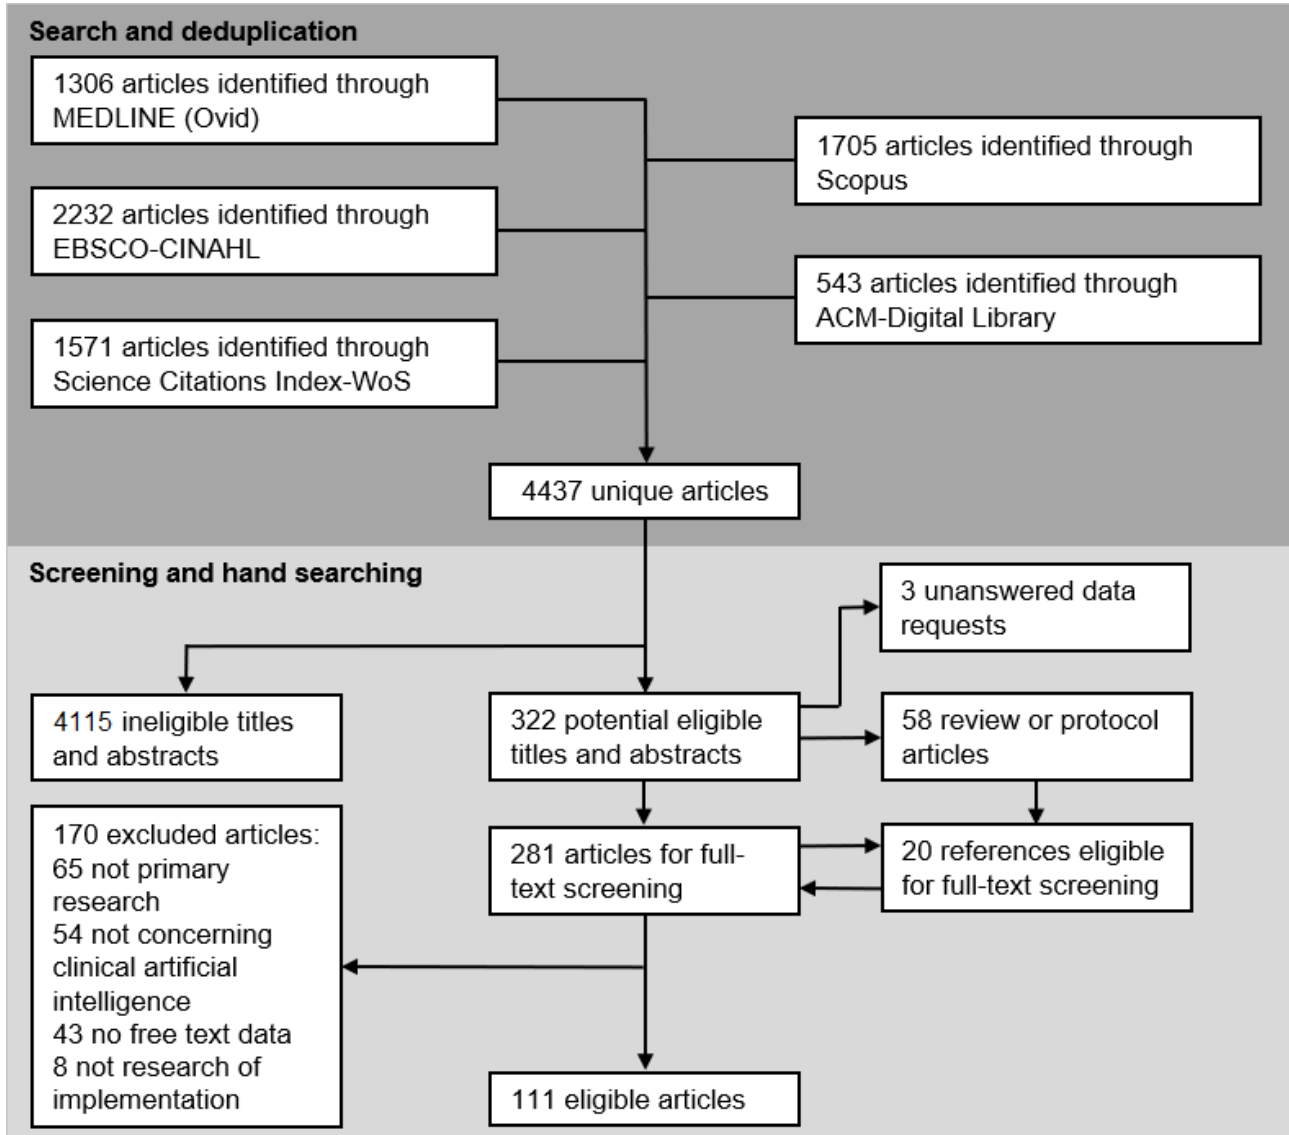 Search and deduplication
1306 articles identified through
MEDLINE (Ovid)
1705 articles identified through
Scopus
2232 articles identified through
EBSCO-CINAHL
543 articles identified through
ACM-Digital Library
1571 articles identified through
Science Citations Index-WoS
4437 unique articles
Screening and hand searching
3 unanswered data
requests
4115 ineligible titles
and abstracts
322 potential eligible
titles and abstracts
58 review or protocol
articles
170 excluded articles:
65 not primary
research
54 not concerning
clinical artificial
intelligence
43 no free text data
8 not research of
implementation
281 articles for full-
text screening
20 references eligible
for full-text screening
111 eligible articles